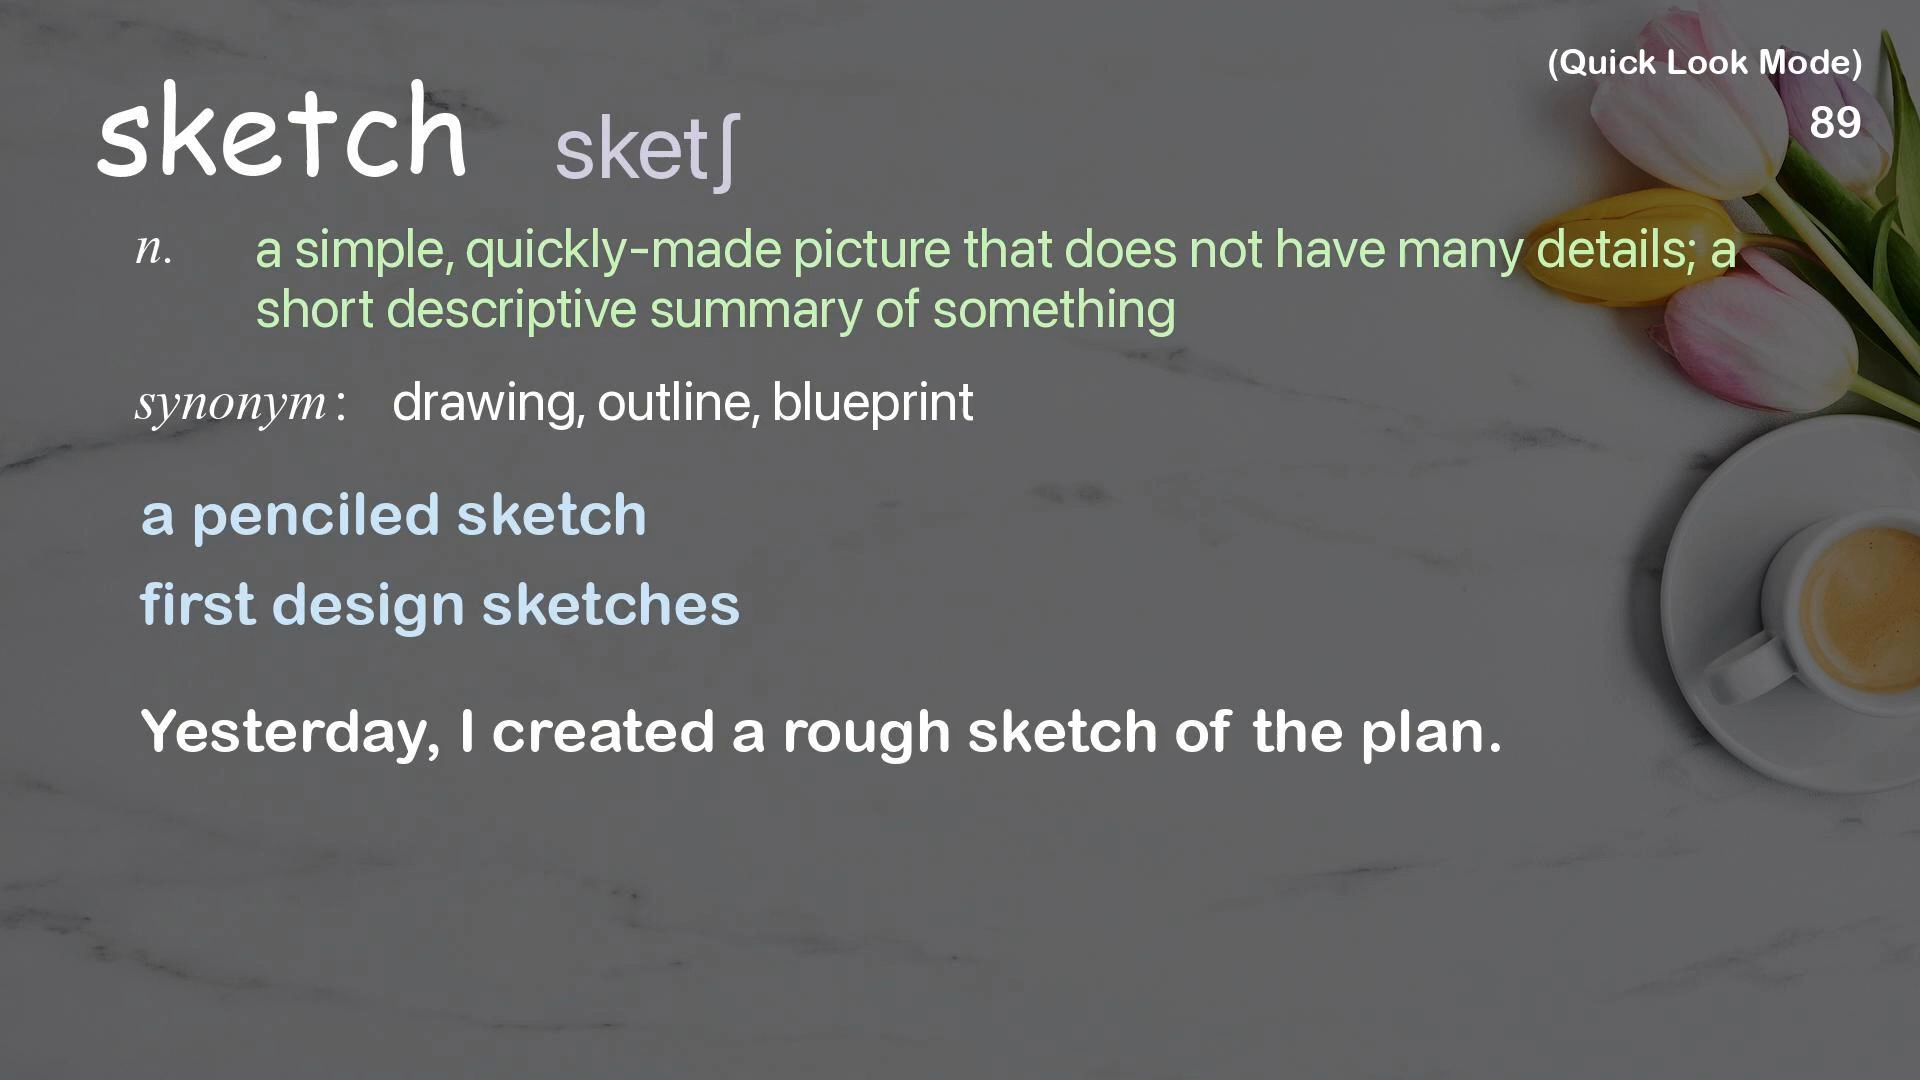 (Quick Look Mode)
89
sketch sketʃ
n. a simple, quickly-made picture that does not have many details; a
short descriptive summary of something
synonym: drawing, outline, blueprint
a penciled sketch
first design sketches
Yesterday, I created a rough sketch of the plan.